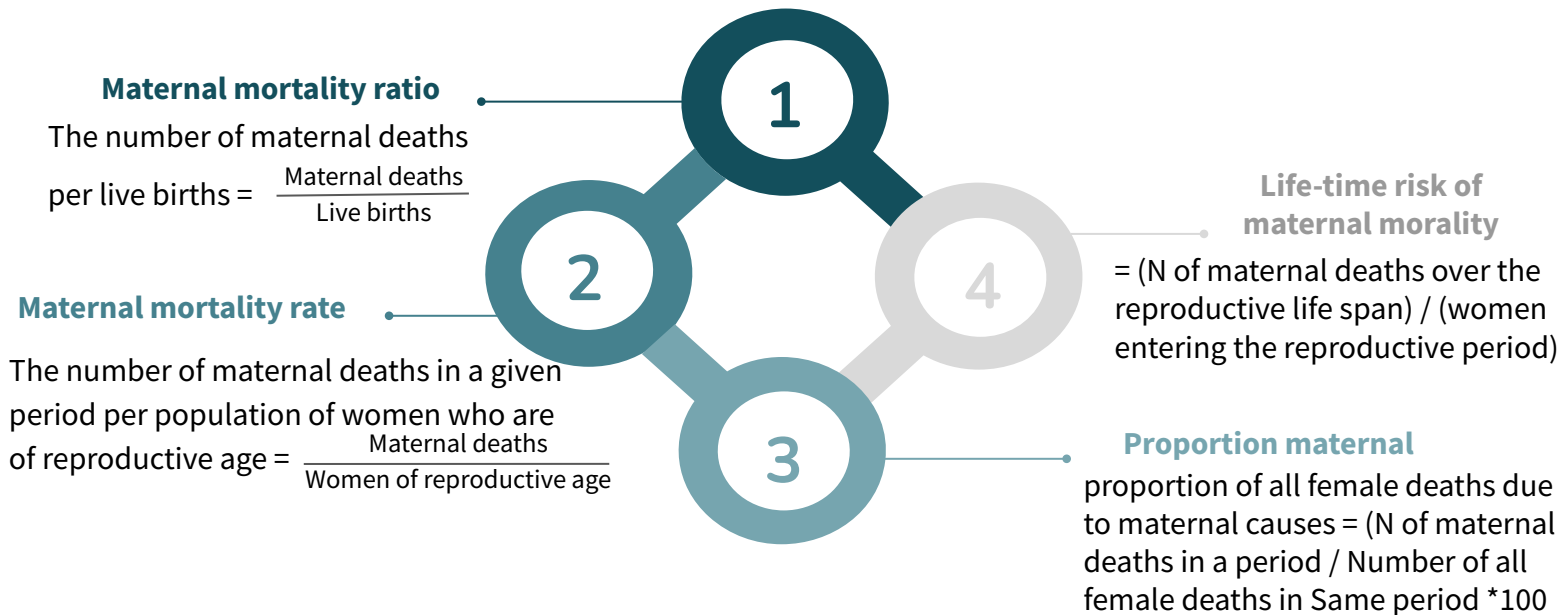 1
Maternal mortality ratio
The number of maternal deaths
per live births = Maternal deaths
Live births
2
Maternal mortality rate
The number of maternal deaths in a given
period per population of women who are
of reproductive age = Maternal deaths
Women of reproductive age
3
Proportion maternal
proportion of all female deaths due
to maternal causes = (N of maternal
deaths in a period / Number of all
female deaths in Same period *100
4
Life-time risk of
maternal morality
= (N of maternal deaths over the
reproductive life span) / (women
entering the reproductive period)